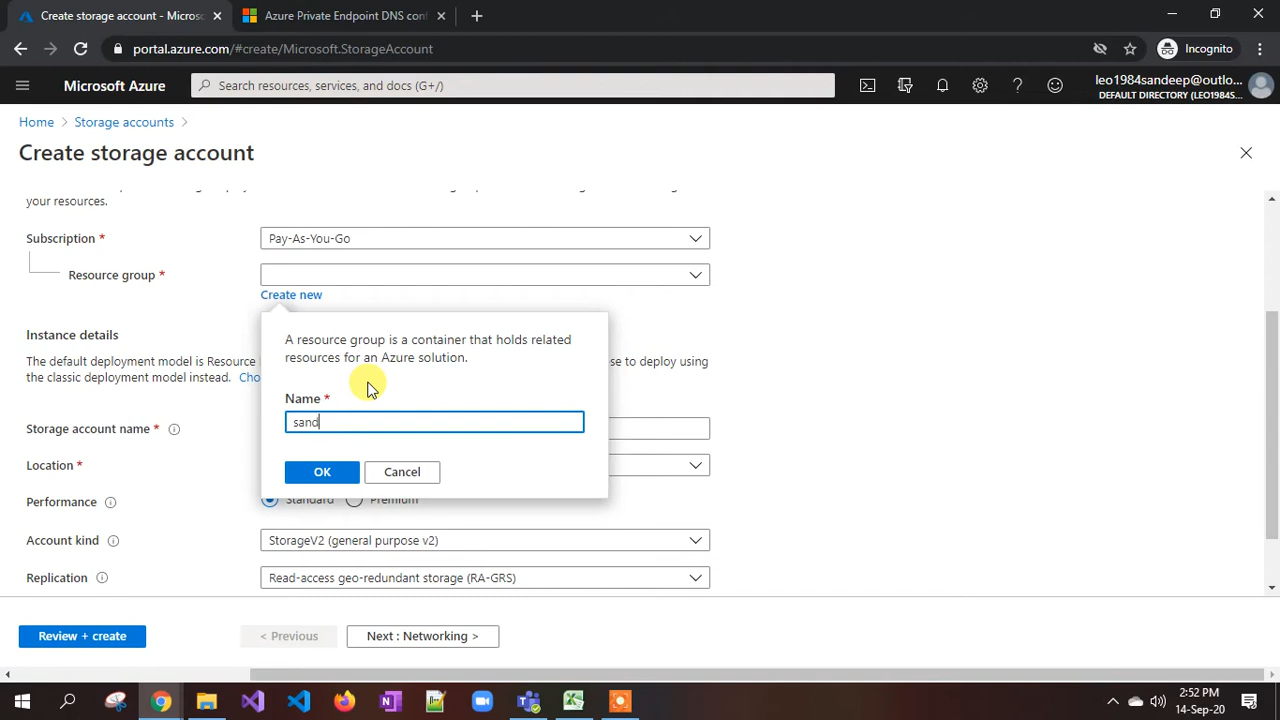 Create storage account - Microsc
Azure Private Endpoint DNS conf
portal.azure.com/#create/Microsoft.StorageAccount
Incognito
Microsoft Azure
Search resources, services, and docs (G+/)
leo1984sandeep@outlo...
DEFAULT DIRECTORY (LEO1984S...
Home > Storage accounts >
Create storage account
your resources.
Subscription *
Pay-As-You-Go
Resource group *
Create new
A resource group is a container that holds related
resources for an Azure solution.
Name *
sand
OK
Cancel
Instance details
The default deployment model is Resource
se to deploy using
the classic deployment model instead. Cho
Storage account name *
Location *
Performance
Standard
Premium
Account kind
StorageV2 (general purpose v2)
Replication
Read-access geo-redundant storage (RA-GRS)
Review + create
< Previous
Next : Networking >
2:52 PM
14-Sep-20